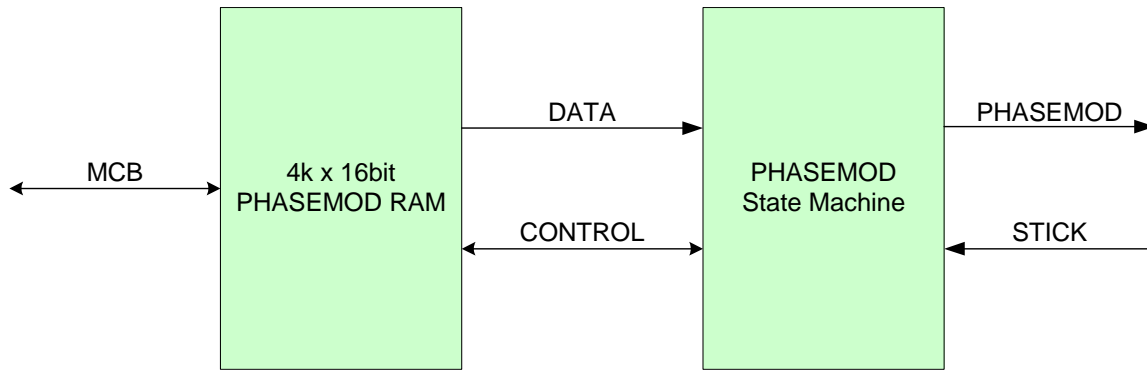 MCB
4k x 16bit
PHASEMOD RAM
DATA
CONTROL
PHASEMOD
State Machine
PHASEMOD
STICK